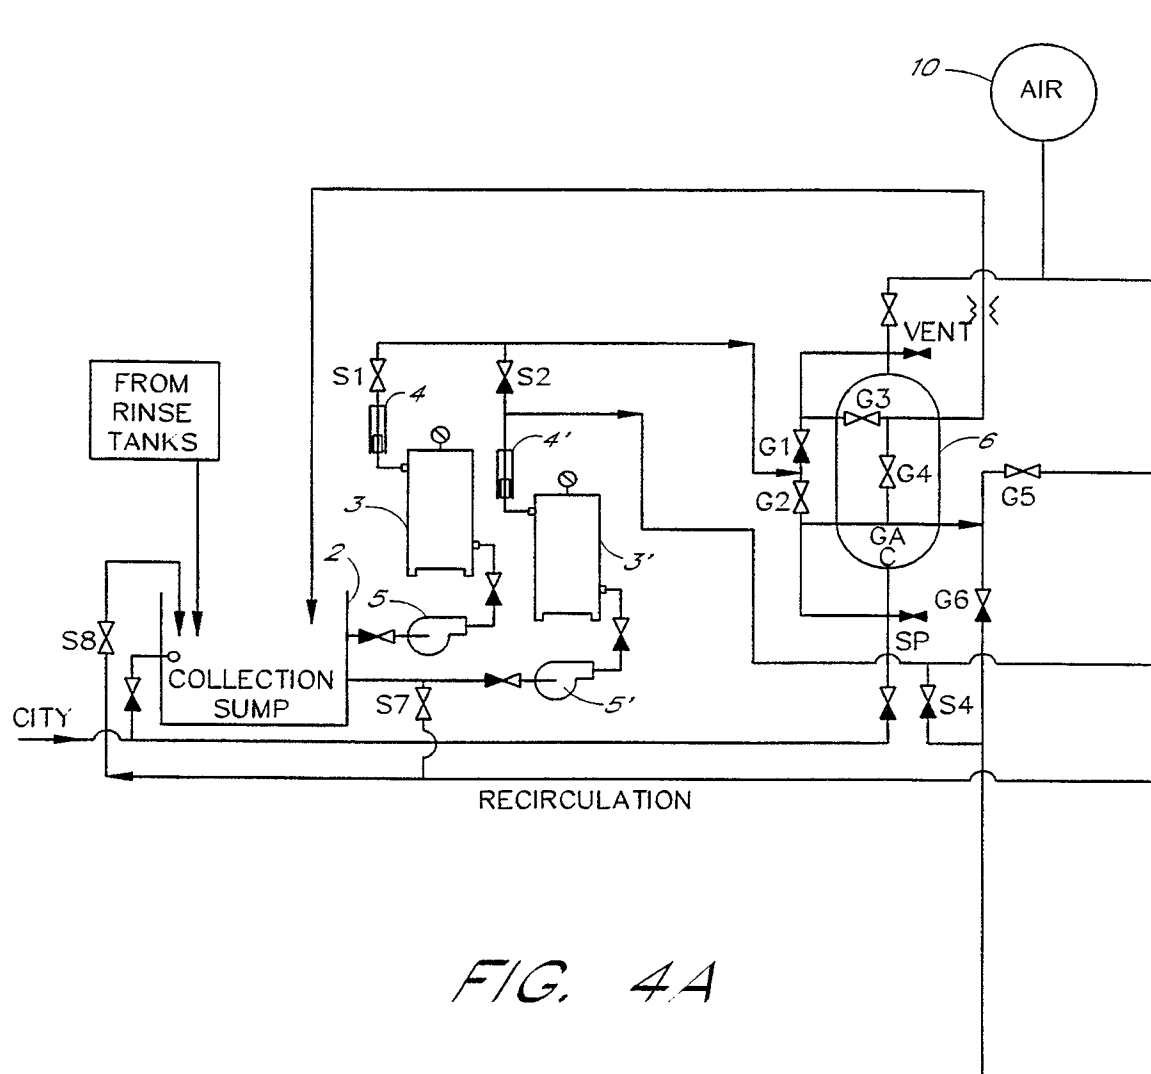 10
AIR
VENT
S1
4
S2
FROM
RINSE
TANKS
G3
4'
G1
6
G4
G5
G2
3
GA
C
2
3'
5
G6
S8
SP
COLLECTION
SUMP
5'
S7
S4
CITY
RECIRCULATION
FIG. 4A